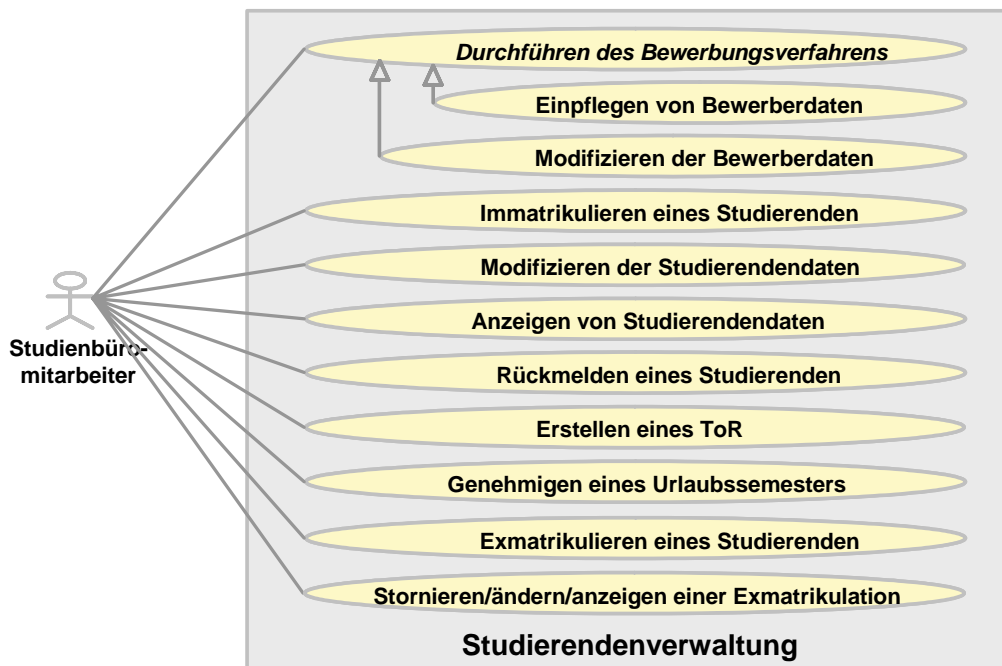 Durchführen des Bewerbungsverfahrens
Einpflegen von Bewerberdaten
Modifizieren der Bewerberdaten
Immatrikulieren eines Studierenden
Modifizieren der Studierendendaten
Anzeigen von Studierendendaten
Rückmelden eines Studierenden
Erstellen eines ToR
Genehmigen eines Urlaubssemesters
Exmatrikulieren eines Studierenden
Stornieren/ändern/anzeigen einer Exmatrikulation
Studienbüro-
mitarbeiter
Studierendenverwaltung